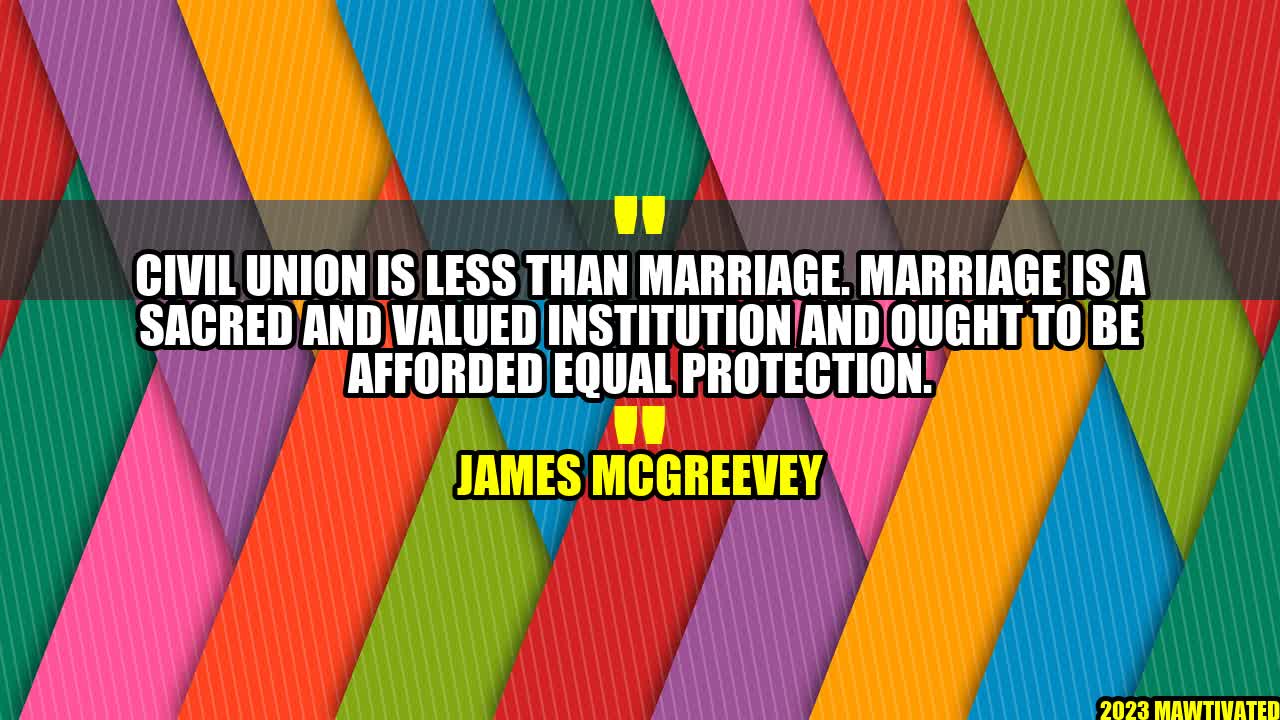 "
CIVIL UNION IS LESS THAN MARRIAGE. MARRIAGE IS A
SACRED AND VALUED INSTITUTION AND OUGHT TO BE
AFFORDED EQUAL PROTECTION.
"
JAMES MCGREEVEY
2023 MAWTIVATED